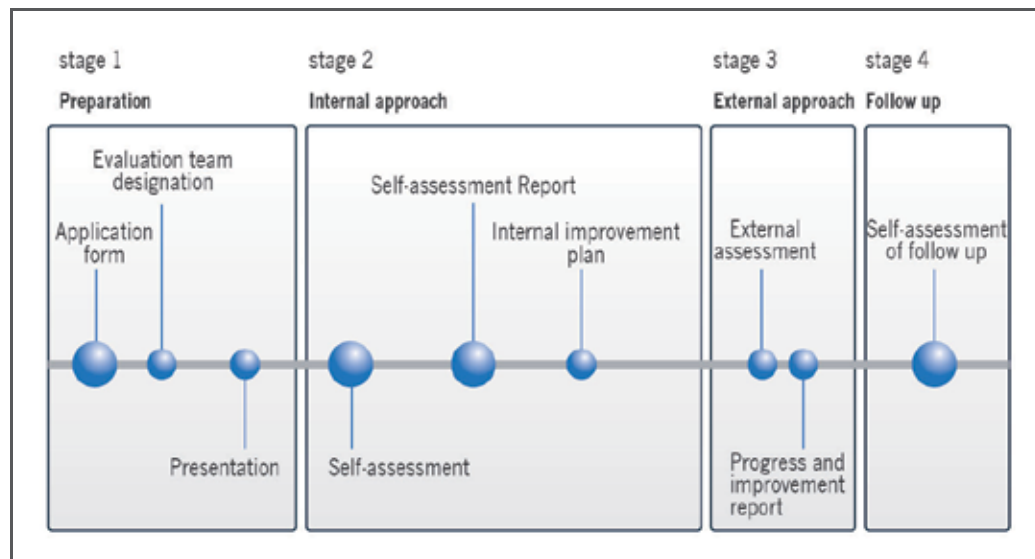 stage 1
Preparation
Evaluation team
designation
Application
form
Presentation
stage 2
Internal approach
Self-assessment Report
Internal improvement
plan
Self-assessment
stage 3
External approach
External
assessment
Progress and
improvement
report
stage 4
Follow up
Self-assessment
of follow up